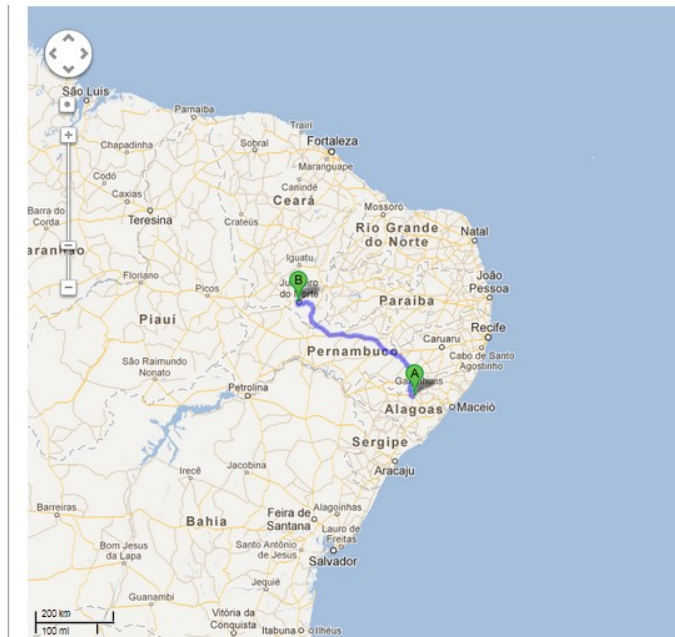 São Luís
Parnaíba
Trairi
Fortaleza
Chapadinha
Sobral
Maranguape
Canindé
Codó
Ceará
Caxias
Mossoró
Barra do
Corda
Teresina
Crateús
Rio Grande
do Norte
Natal
Iguatu
B
do Norte
João
Pessoa
Floriano
Picos
Paraíba
Piauí
Recife
Pernambuco
Caruaru
Cabo de Santo
Agostinho
São Raimundo
Nonato
A
Petrolina
Alagoas
Maceió
Sergipe
Aracaju
Irecê
Jacobina
Barreiras
Bahia
Feira de
Santana
Alagoinhas
Lauro de
Freitas
Bom Jesus
da Lapa
Santo Antônio
de Jesus
Salvador
Jequié
Guanambi
Vitória da
Conquista
Itabuna
Ilhéus
200 km
100 mi